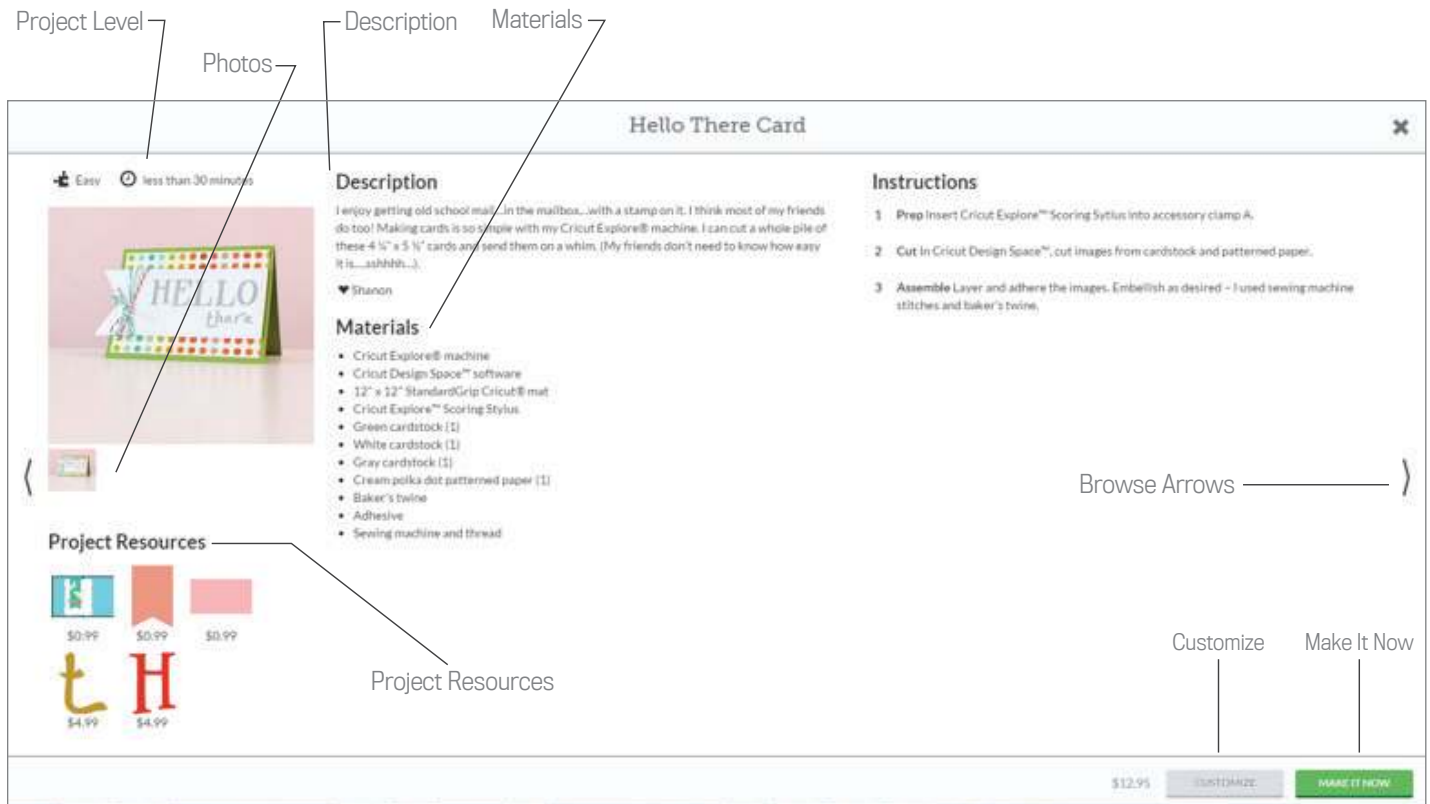 Project Level
Description
Materials
Photos
Hello There Card
Easy
less than 30 minutes
HELLO
there
Project Resources
$0.99
$0.99
$0.99
$4.99
$4.99
Project Resources
Description
I enjoy getting old school mail...in the mailbox...with a stamp on it. I think most of my friends
do too! Making cards is so simple with my Cricut Explore® machine. I can cut a whole pile of
these 4 ¼" x 5 ½" cards and send them on a whim. (My friends don't need to know how easy
it is....sshhhh...).
♥ Shanon
Materials
• Cricut Explore® machine
• Cricut Design Space™ software
• 12" x 12" StandardGrip Cricut® mat
• Cricut Explore™ Scoring Stylus
• Green cardstock (1)
• White cardstock (1)
• Gray cardstock (1)
• Cream polka dot patterned paper (1)
• Baker's twine
• Adhesive
• Sewing machine and thread
Instructions
1 Prep Insert Cricut Explore™ Scoring Sytlus into accessory clamp A.
2 Cut In Cricut Design Space™, cut images from cardstock and patterned paper.
3 Assemble Layer and adhere the images. Embellish as desired – I used sewing machine
stitches and baker's twine.
Browse Arrows
Customize
Make It Now
$12.95
CUSTOMIZE
MAKE IT NOW